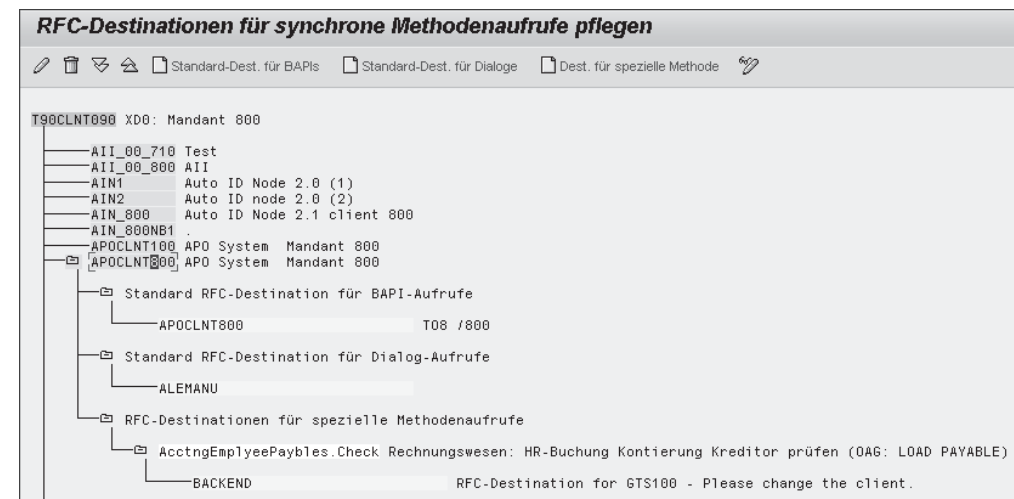 RFC-Destinationen für synchrone Methodenaufrufe pflegen
Standard-Dest. für BAPIs Standard-Dest. für Dialoge Dest. für spezielle Methode
T90CLNT090 XD0: Mandant 800
AII_00_710 Test
AII_00_800 AII
AIN1 Auto ID Node 2.0 (1)
AIN2 Auto ID node 2.0 (2)
AIN_800 Auto ID Node 2.1 client 800
AIN_800NB1 .
APOCLNT100 APO System Mandant 800
APOCLNT800 APO System Mandant 800
Standard RFC-Destination für BAPI-Aufrufe
APOCLNT800 T08 /800
Standard RFC-Destination für Dialog-Aufrufe
ALEMANU
RFC-Destinationen für spezielle Methodenaufrufe
AcctngEmplyeePaybles.Check Rechnungswesen: HR-Buchung Kontierung Kreditor prüfen (OAG: LOAD PAYABLE)
BACKEND RFC-Destination for GTS100 - Please change the client.